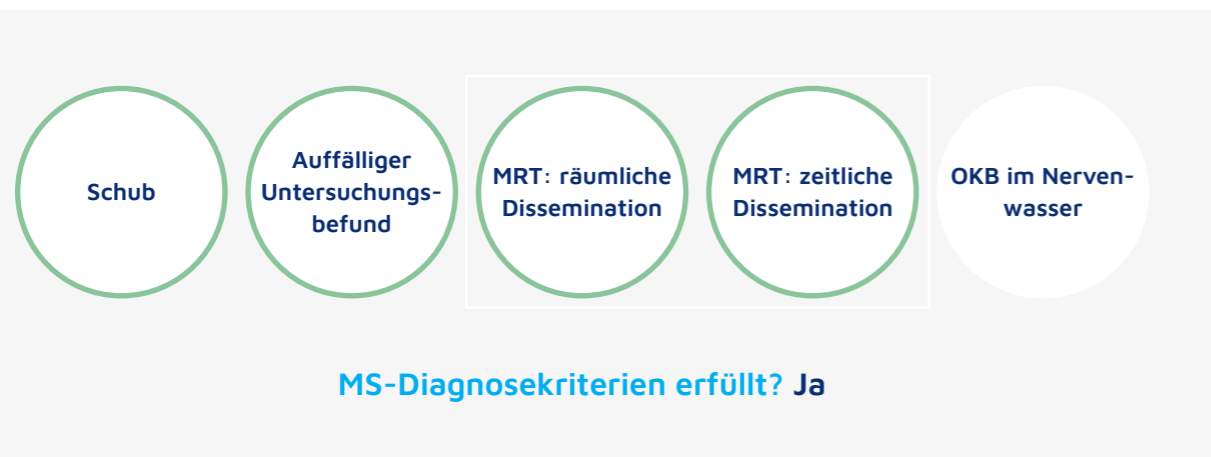 Schub
Auffälliger
Untersuchungs-
befund
MRT: räumliche
Dissemination
MRT: zeitliche
Dissemination
OKB im Nerven-
wasser
MS-Diagnosekriterien erfüllt? Ja